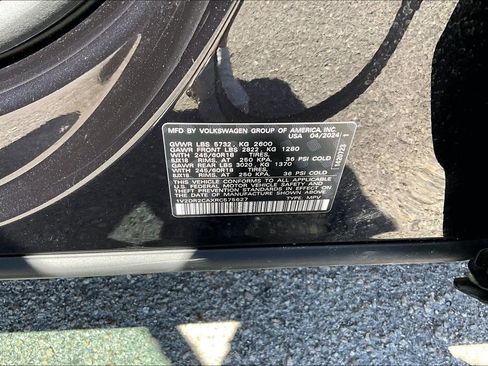 MFD BY VOLKSWAGEN GROUP OF AMERICA, INC.
USA 04/2024
GVWR LBS 5732 , KG 2600
GAWR FRONT LBS 2822 KG 1280
WITH 245/60R18 TIRES,
8JX18 RIMS, AT 250 KPA, 36 PSI COLD
GAWR REAR LBS 3020 KG 1370
WITH 245/60R18 TIRES,
8JX18 RIMS, AT 250 KPA, 36 PSI COLD
THIS VEHICLE CONFORMS TO ALL APPLICABLE
FEDERAL MOTOR VEHICLE SAFETY AND
THEFT PREVENTION STANDARDS IN EFFECT ON
THE DATE OF MANUFACTURE SHOWN ABOVE.
1V2DR2CAXRC575627 TYPE: MPV